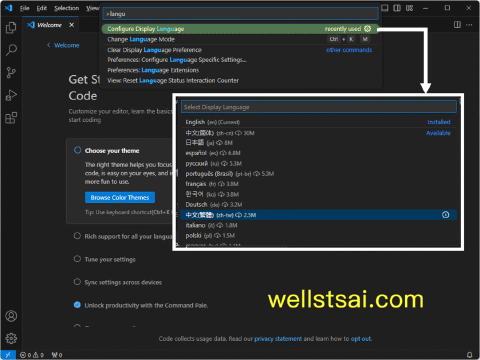 File Edit Selection
>langu
Welcome
Configure Display Language recently used
Change Language Mode Ctrl + K M
Clear Display Language Preference other commands
Preferences: Configure Language Specific Settings...
Preferences: Language Extensions
View: Reset Language Status Interaction Counter
Welcome
Get St
Code
Customize your editor, learn the basic
start coding
Choose your theme
The right theme helps you focus
code, is easy on your eyes, and i
more fun to use.
Browse Color Themes
Tip: Use keyboard shortcut (Ctrl+K
Rich support for all your langua
Tune your settings
Sync settings across devices
Unlock productivity with the Command Pale.
Select Display Language
English (en) (Current) Installed
中文(简体) (zh-cn) 30M Available
日本語 (ja) 8M
español (es) 6.8M
русский (ru) 5.3M
português (Brasil) (pt-br) 5.3M
français (fr) 3.8M
한국어 (ko) 3.8M
Deutsch (de) 3.2M
中文(繁體) (zh-tw) 2.3M
italiano (it) 1.8M
polski (pl) 1.5M
wellstsai.com
Code collects usage data. Read our privacy statement and learn how to opt out.
0 0 0